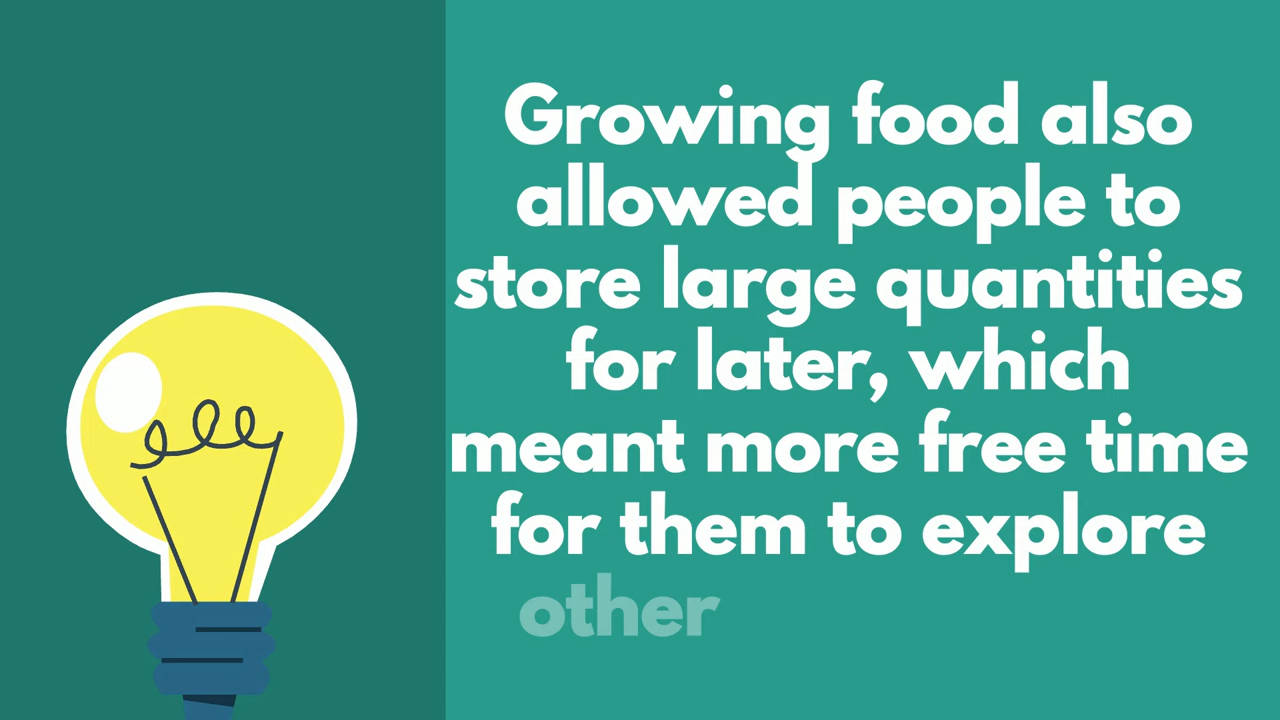 Growing food also
allowed people to
store large quantities
for later, which
meant more free time
for them to explore
other